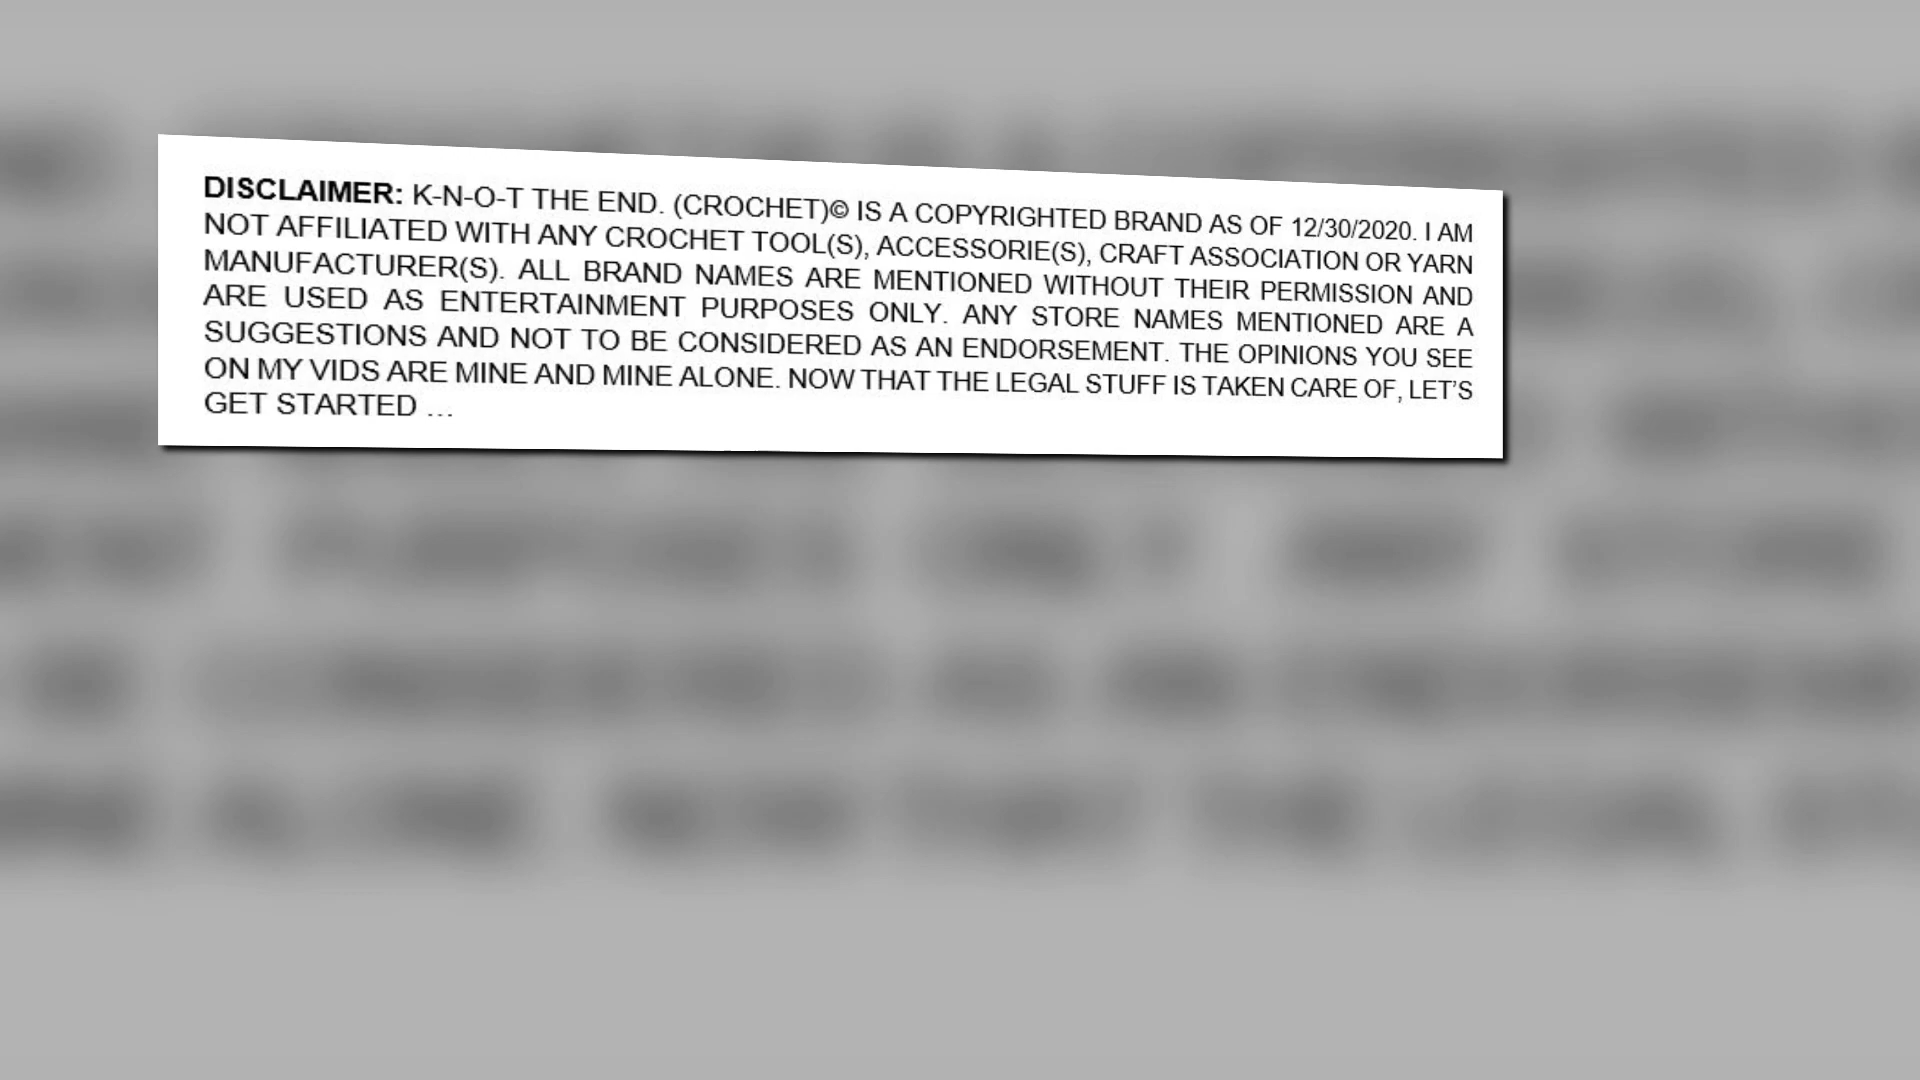 DISCLAIMER: K-N-O-T THE END. (CROCHET)© IS A COPYRIGHTED BRAND AS OF 12/30/2020. I AM
NOT AFFILIATED WITH ANY CROCHET TOOL(S), ACCESSORIE(S), CRAFT ASSOCIATION OR YARN
MANUFACTURER(S). ALL BRAND NAMES ARE MENTIONED WITHOUT THEIR PERMISSION AND
ARE USED AS ENTERTAINMENT PURPOSES ONLY. ANY STORE NAMES MENTIONED ARE A
SUGGESTIONS AND NOT TO BE CONSIDERED AS AN ENDORSEMENT. THE OPINIONS YOU SEE
ON MY VIDS ARE MINE AND MINE ALONE. NOW THAT THE LEGAL STUFF IS TAKEN CARE OF, LET'S
GET STARTED …